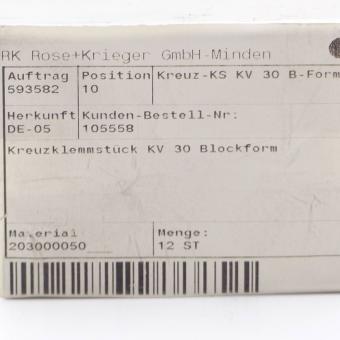 RK Rose+Krieger GmbH-Minden
Auftrag Position Kreuz-KS KV 30 B-Form
593582 10
Herkunft Kunden-Bestell-Nr:
DE-05 105558
Kreuzklemmstück KV 30 Blockform
Material Menge:
203000050 12 ST